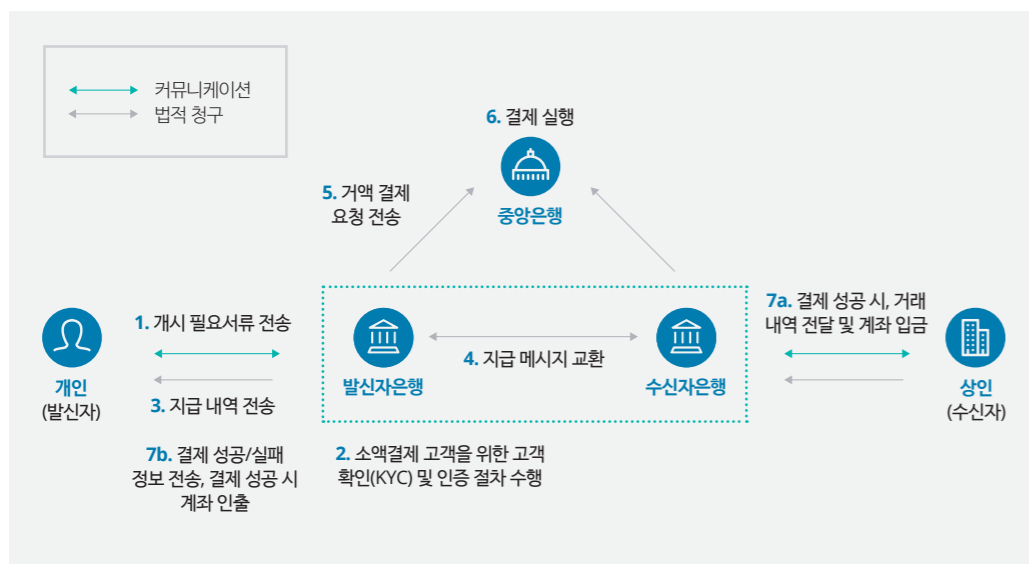 커뮤니케이션
법적 청구
6. 결제 실행
5. 거액 결제
요청 전송
중앙은행
1. 개시 필요서류 전송
7a. 결제 성공 시, 거래
내역 전달 및 계좌 입금
4. 지급 메시지 교환
개인
(발신자)
발신자은행
수신자은행
상인
(수신자)
3. 지급 내역 전송
7b. 결제 성공/실패
정보 전송, 결제 성공 시
계좌 인출
2. 소액결제 고객을 위한 고객
확인(KYC) 및 인증 절차 수행